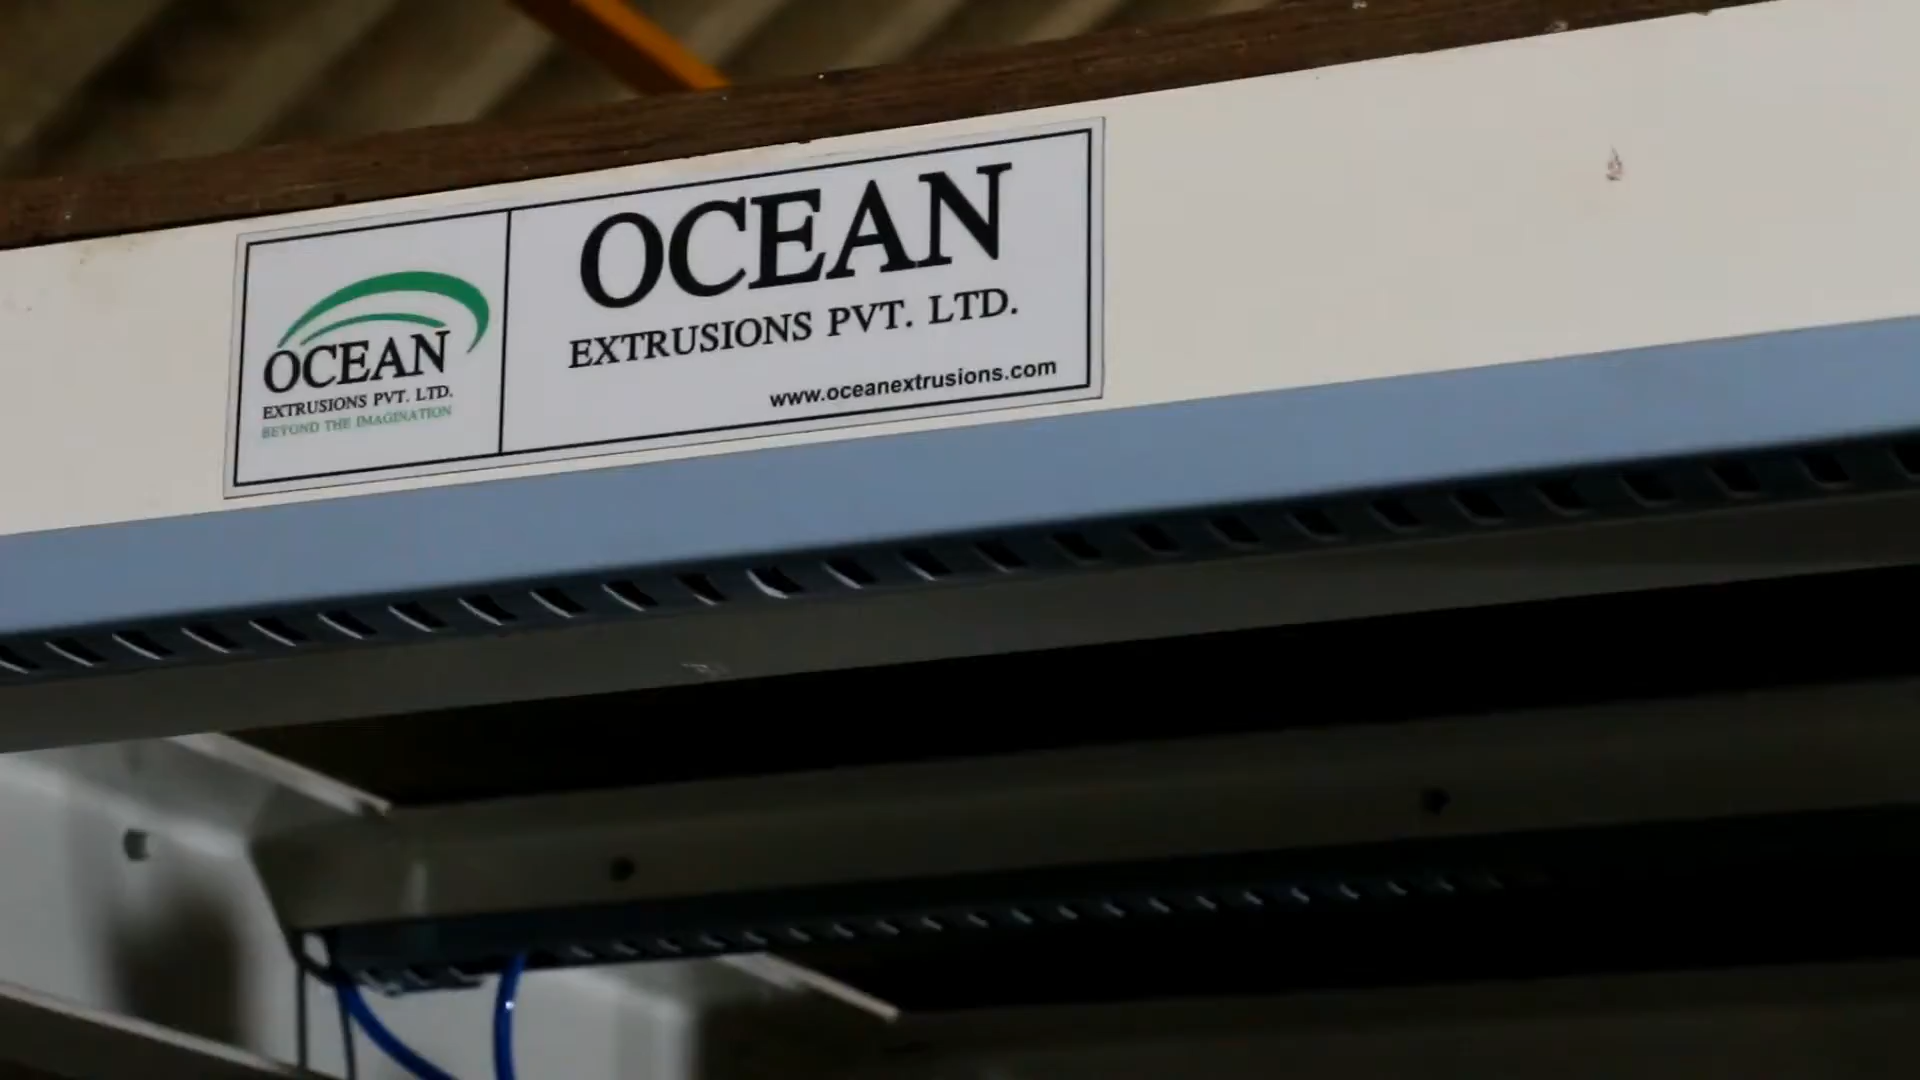 OCEAN
EXTRUSIONS PVT. LTD.
BEYOND THE IMAGINATION
OCEAN
EXTRUSIONS PVT. LTD.
www.oceanextrusions.com